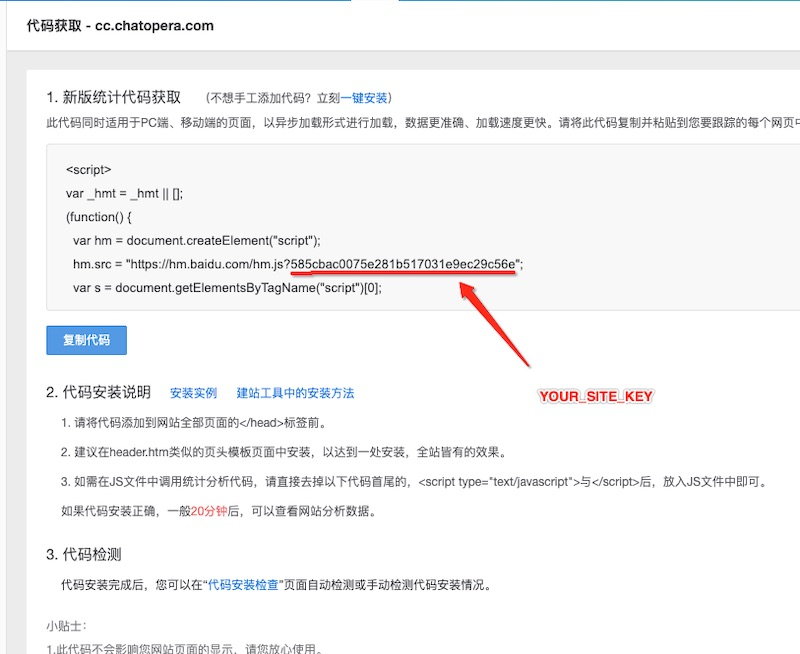 代码获取 - cc.chatopera.com
1. 新版统计代码获取 （不想手工添加代码？立刻一键安装）
此代码同时适用于PC端、移动端的页面，以异步加载形式进行加载，数据更准确、加载速度更快。请将此代码复制并粘贴到您要跟踪的每个网页中
<script>
var _hmt = _hmt || [];
(function() {
var hm = document.createElement("script");
hm.src = "https://hm.baidu.com/hm.js?585cbac0075e281b517031e9ec29c56e";
var s = document.getElementsByTagName("script")[0];
复制代码
YOUR_SITE_KEY
2. 代码安装说明 安装实例 建站工具中的安装方法
1. 请将代码添加到网站全部页面的</head>标签前。
2. 建议在header.htm类似的页头模板页面中安装，以达到一处安装，全站皆有的效果。
3. 如需在JS文件中调用统计分析代码，请直接去掉以下代码首尾的，<script type="text/javascript">与</script>后，放入JS文件中即可。
如果代码安装正确，一般20分钟后，可以查看网站分析数据。
3. 代码检测
代码安装完成后，您可以在“代码安装检查”页面自动检测或手动检测代码安装情况。
小贴士：
1.此代码不会影响您网站页面的显示，请您放心使用。